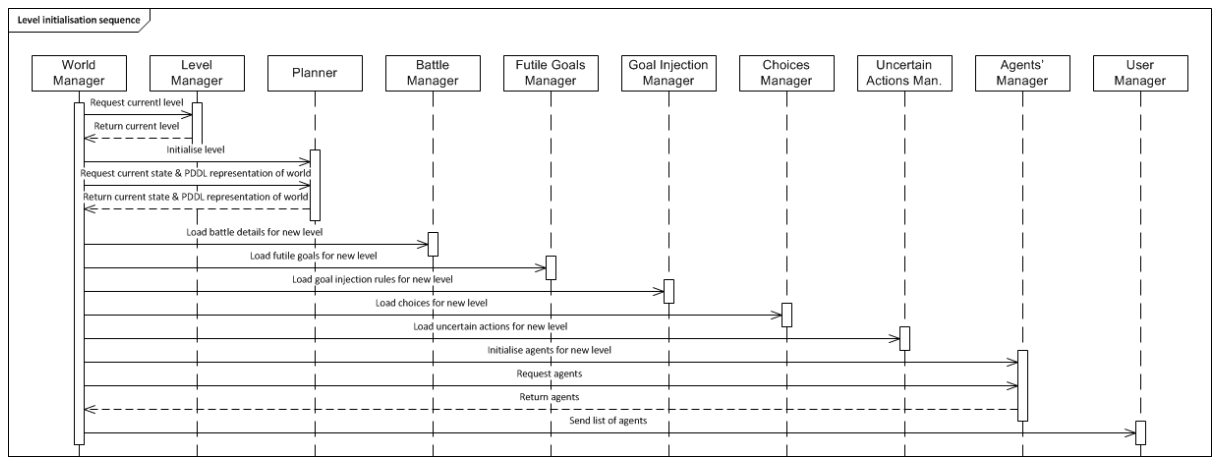 Level initialisation sequence
World
Manager
Level
Manager
Planner
Battle
Manager
Futile Goals
Manager
Goal Injection
Manager
Choices
Manager
Uncertain
Actions Man.
Agents'
Manager
User
Manager
Request currentl level
Return current level
Initialise level
Request current state & PDDL representation of world
Return current state & PDDL representation of world
Load battle details for new level
Load futile goals for new level
Load goal injection rules for new level
Load choices for new level
Load uncertain actions for new level
Initialise agents for new level
Request agents
Return agents
Send list of agents